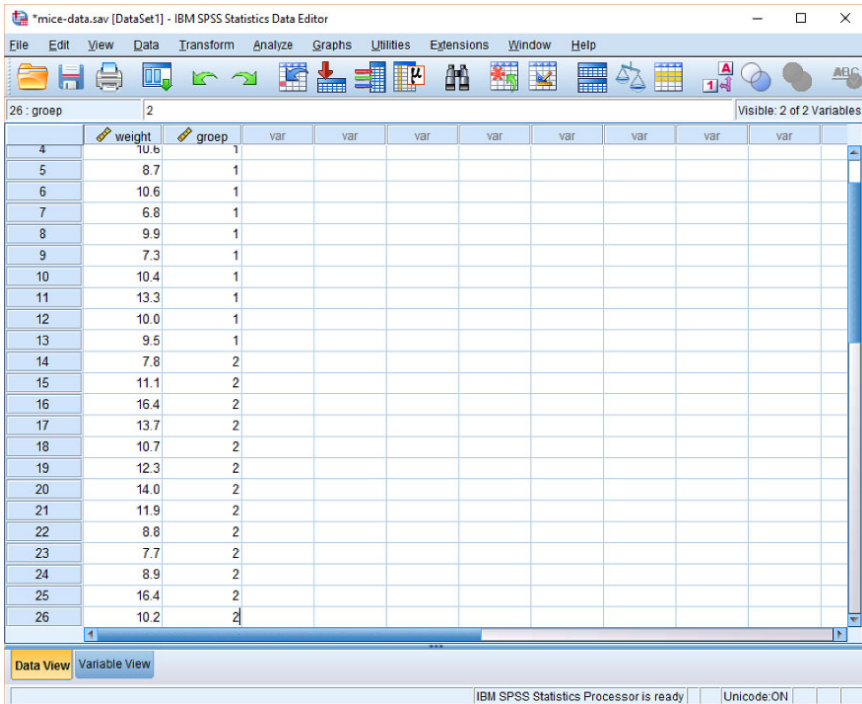 *mice-data.sav [DataSet1] - IBM SPSS Statistics Data Editor
File Edit View Data Transform Analyze Graphs Utilities Extensions Window Help
26 : groep 2 Visible: 2 of 2 Variables
weight groep var var var var var var var var
4 10.6 1
5 8.7 1
6 10.6 1
7 6.8 1
8 9.9 1
9 7.3 1
10 10.4 1
11 13.3 1
12 10.0 1
13 9.5 1
14 7.8 2
15 11.1 2
16 16.4 2
17 13.7 2
18 10.7 2
19 12.3 2
20 14.0 2
21 11.9 2
22 8.8 2
23 7.7 2
24 8.9 2
25 16.4 2
26 10.2 2
Data View Variable View
IBM SPSS Statistics Processor is ready Unicode:ON